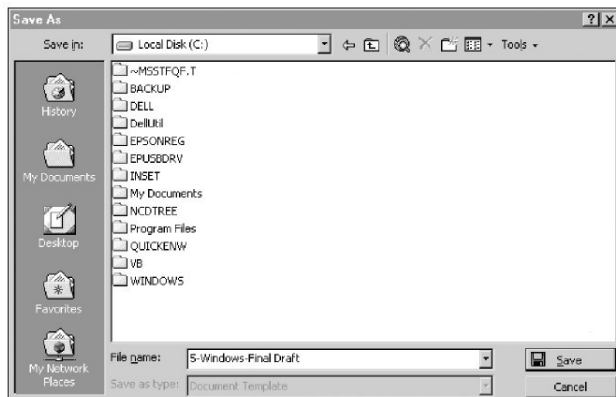 Save As
Save in:
Local Disk (C:)
Tools
History
My Documents
Desktop
Favorites
My Network
Places
~MSSTFQF.T
BACKUP
DELL
DellUtil
EPSONREG
EPUSBDRV
INSET
My Documents
NCDTREE
Program Files
QUICKENW
VB
WINDOWS
File name:
5-Windows-Final Draft
Save
Save as type:
Document Template
Cancel